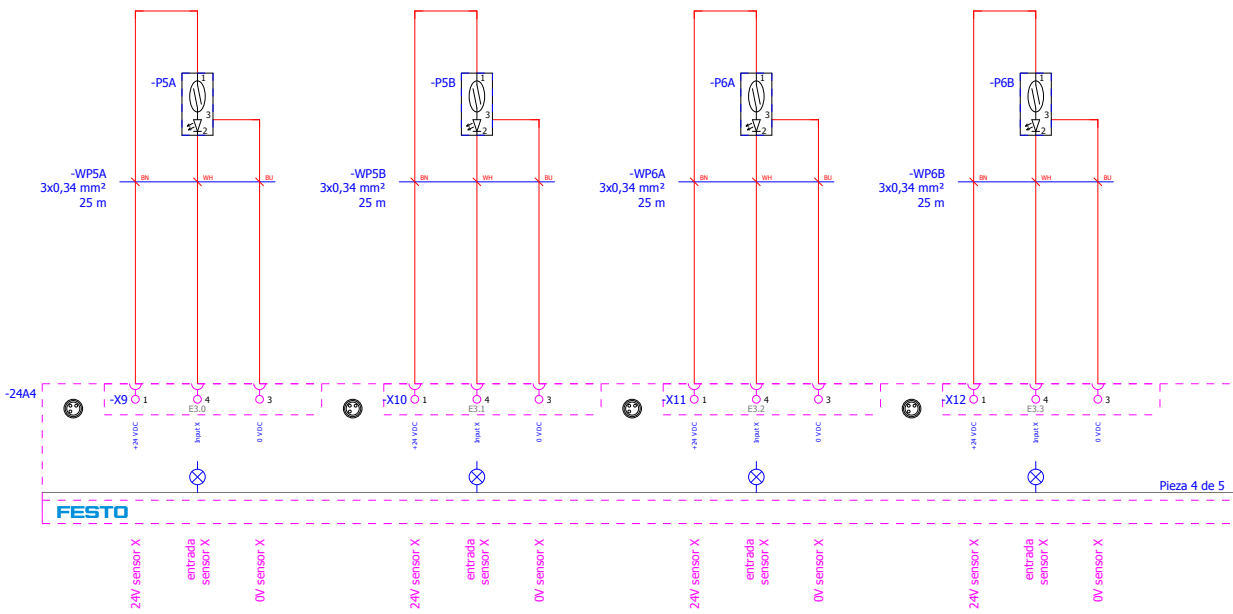 -P5A
1
3
2
-P5B
1
3
2
-P6A
1
3
2
-P6B
1
3
2
-WP5A
3x0,34 mm²
25 m
BN
WH
BU
-WP5B
3x0,34 mm²
25 m
BN
WH
BU
-WP6A
3x0,34 mm²
25 m
BN
WH
BU
-WP6B
3x0,34 mm²
25 m
BN
WH
BU
-24A4
-X9
1
4
3
E3.0
-X10
1
4
3
E3.1
-X11
1
4
3
E3.2
-X12
1
4
3
E3.3
+24 VDC
Input X
0 VDC
+24 VDC
Input X
0 VDC
+24 VDC
Input X
0 VDC
+24 VDC
Input X
0 VDC
Pieza 4 de 5
FESTO
24V sensor X
entrada
sensor X
0V sensor X
24V sensor X
entrada
sensor X
0V sensor X
24V sensor X
entrada
sensor X
0V sensor X
24V sensor X
entrada
sensor X
0V sensor X